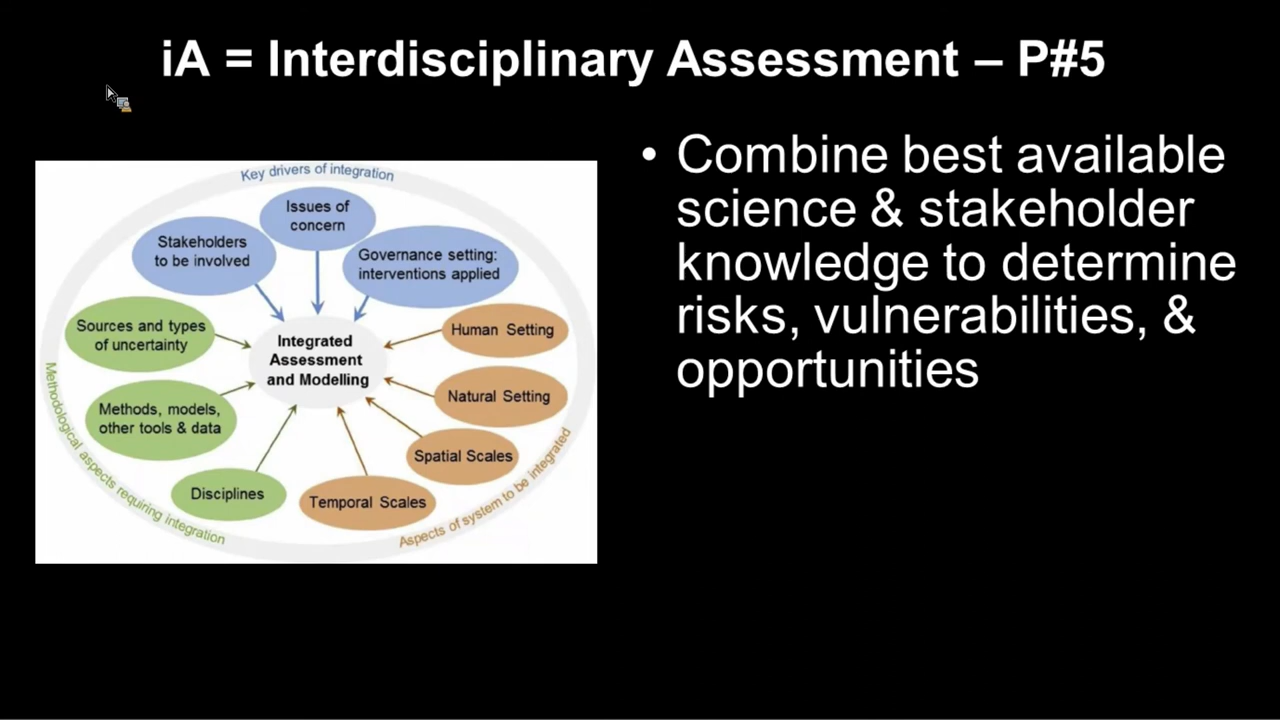 iA = Interdisciplinary Assessment – P#5
Key drivers of integration
Issues of
concern
Stakeholders
to be involved
Governance setting:
interventions applied
Sources and types
of uncertainty
Integrated
Assessment
and Modelling
Human Setting
Methods, models,
other tools & data
Natural Setting
Spatial Scales
Disciplines
Temporal Scales
Methodological aspects requiring integration
Aspects of system to be integrated
• Combine best available
science & stakeholder
knowledge to determine
risks, vulnerabilities, &
opportunities